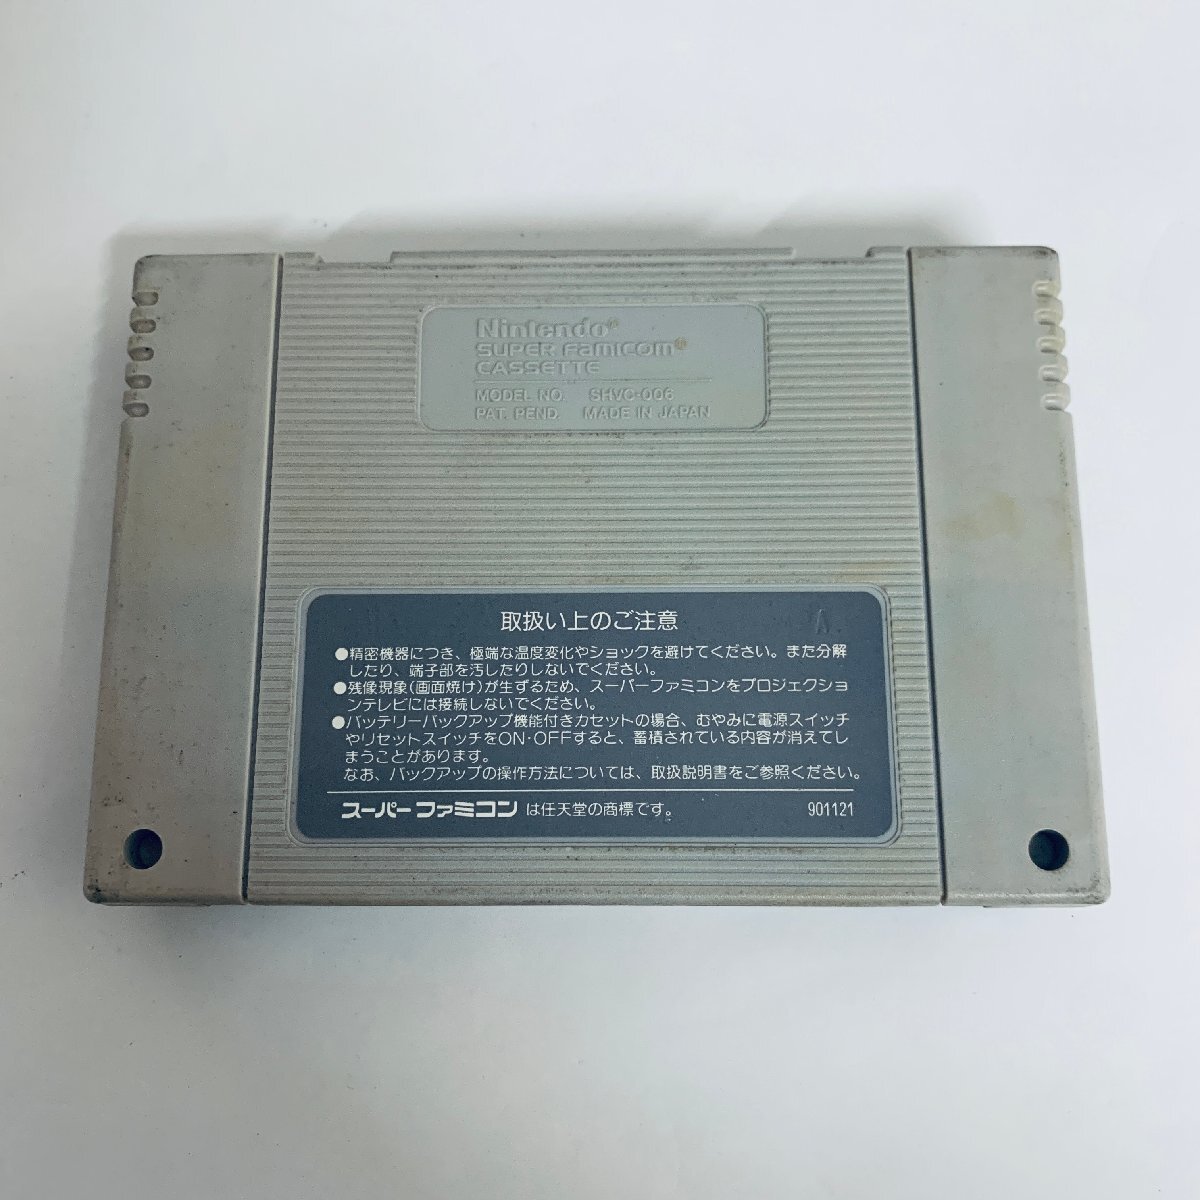 Nintendo®
SUPER Famicom®
CASSETTE
MODEL NO. SHVC-006
PAT. PEND. MADE IN JAPAN
取扱い上のご注意
●精密機器につき、極端な温度変化やショックを避けてください。また分解
したり、端子部を汚したりしないでください。
●残像現象(画面焼け)が生ずるため、スーパーファミコンをプロジェクショ
ンテレビには接続しないでください。
●バッテリーバックアップ機能付きカセットの場合、むやみに電源スイッチ
やリセットスイッチをON・OFFすると、蓄積されている内容が消えてし
まうことがあります。
なお、バックアップの操作方法については、取扱説明書をご参照ください。
スーパーファミコン は任天堂の商標です。 901121